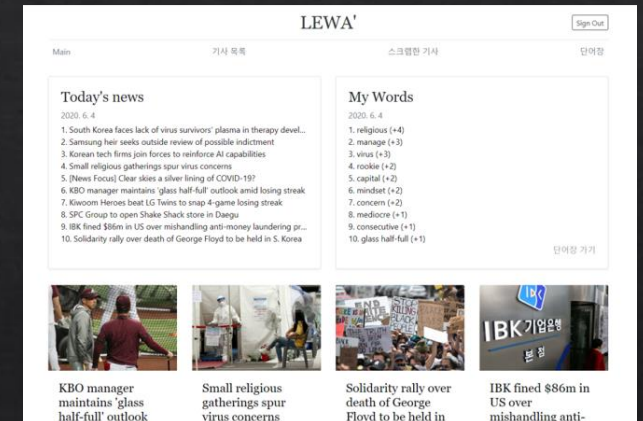 LEWA'
Sign Out
Main
기사 목록
스크랩한 기사
단어장
Today's news
2020. 6. 4
1. South Korea faces lack of virus survivors' plasma in therapy devel...
2. Samsung heir seeks outside review of possible indictment
3. Korean tech firms join forces to reinforce AI capabilities
4. Small religious gatherings spur virus concerns
5. [News Focus] Clear skies a silver lining of COVID-19?
6. KBO manager maintains 'glass half-full' outlook amid losing streak
7. Kiwoom Heroes beat LG Twins to snap 4-game losing streak
8. SPC Group to open Shake Shack store in Daegu
9. IBK fined $86m in US over mishandling anti-money laundering pr...
10. Solidarity rally over death of George Floyd to be held in S. Korea
My Words
2020. 6. 4
1. religious (+4)
2. manage (+3)
3. virus (+3)
4. rookie (+2)
5. capital (+2)
6. mindset (+2)
7. concern (+2)
8. mediocre (+1)
9. consecutive (+1)
10. glass half-full (+1)
단어장 가기
END
STOP
KILLING
BLACK
PEOPLE
IBK 기업은행
본 점
KBO manager
maintains 'glass
half-full' outlook
Small religious
gatherings spur
virus concerns
Solidarity rally over
death of George
Floyd to be held in
IBK fined $86m in
US over
mishandling anti-